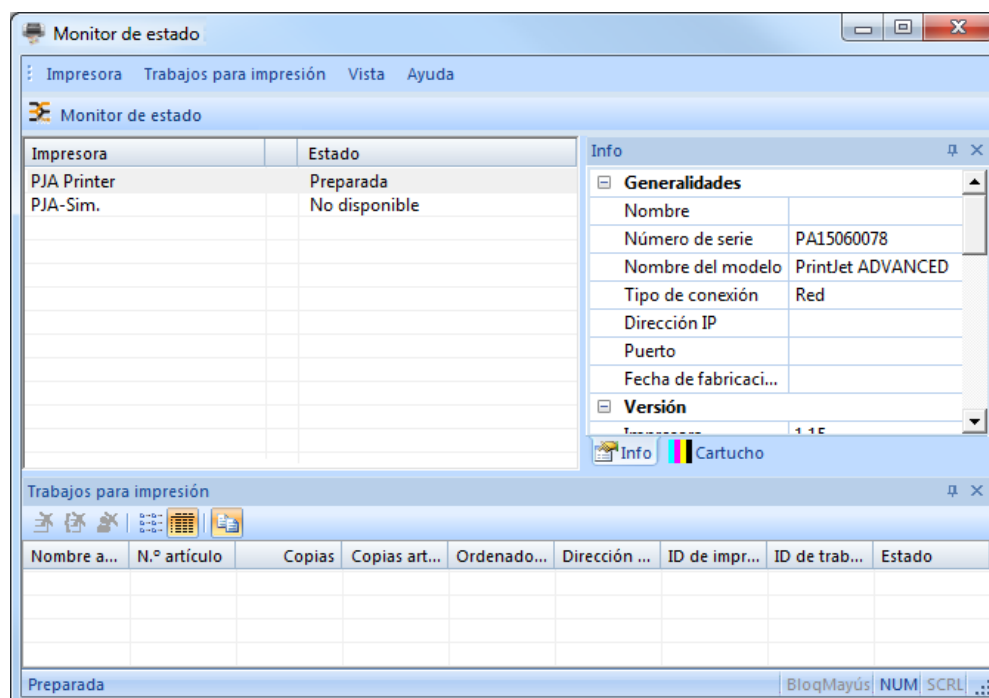 Monitor de estado
Impresora Trabajos para impresión Vista Ayuda
Monitor de estado
Impresora Estado
PJA Printer Preparada
PJA-Sim. No disponible
Info
Generalidades
Nombre
Número de serie PA15060078
Nombre del modelo PrintJet ADVANCED
Tipo de conexión Red
Dirección IP
Puerto
Fecha de fabricaci...
Versión
Impresora 1.15
Info Cartucho
Trabajos para impresión
Nombre a... N.º artículo Copias Copias art... Ordenado... Dirección ... ID de impr... ID de trab... Estado
Preparada BloqMayús NUM SCRL